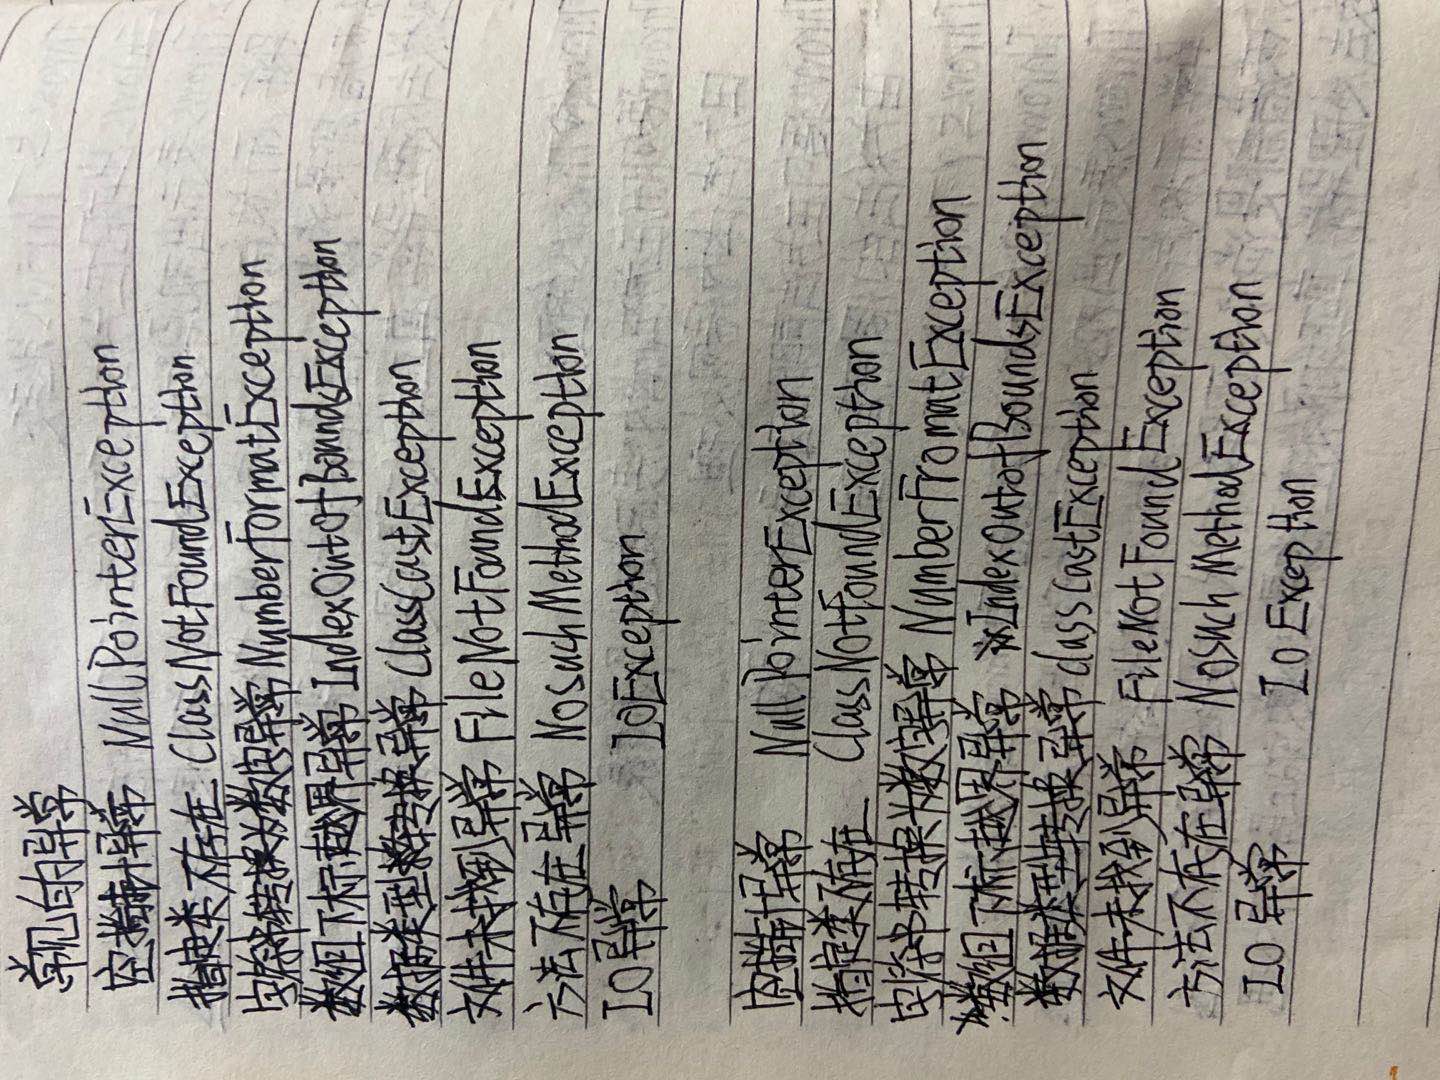 常见的异常
空指针异常 NullPointerException
指定类不存在 ClassNotFoundException
字符串转换为数字异常 NumberFormatException
数组下标越界异常 IndexOutOfBoundsException
数据类型转换异常 ClassCastException
文件未找到异常 FileNotFoundException
方法不存在异常 NosuchMethodException
IO异常 IOException
空指针异常 NullPointerException
指定类不存在 ClassNotFoundException
字符串转换为数字异常 NumberFromatException
数组下标越界异常 IndexOutofBoundsException
数据类型转换异常 classCastException
文件未找到异常 FileNotFoundException
方法不存在异常 NosuchMethodException
IO异常 IOException